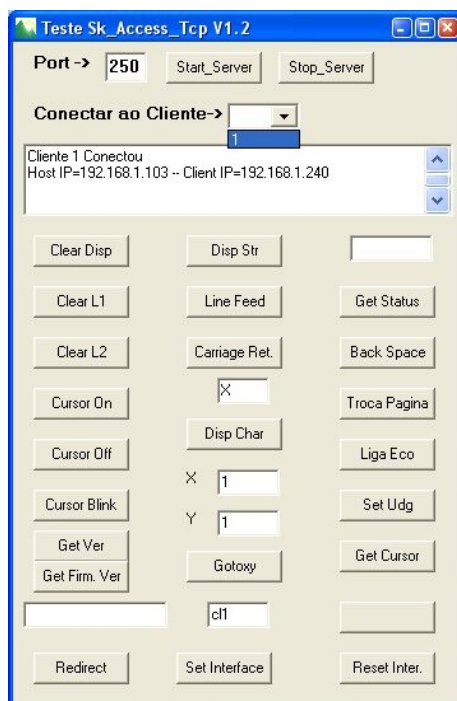 Teste Sk_Access_Tcp V1.2
Port -> 250 Start_Server Stop_Server
Conectar ao Cliente->
1
Cliente 1 Conectou
Host IP=192.168.1.103 -- Client IP=192.168.1.240
Clear Disp Disp Str
Clear L1 Line Feed Get Status
Clear L2 Carriage Ret. Back Space
X
Cursor On Troca Pagina
Disp Char
Cursor Off Liga Eco
X 1
Cursor Blink Set Udg
Y 1
Get Ver
Gotoxy Get Cursor
Get Firm. Ver
cl1
Redirect Set Interface Reset Inter.